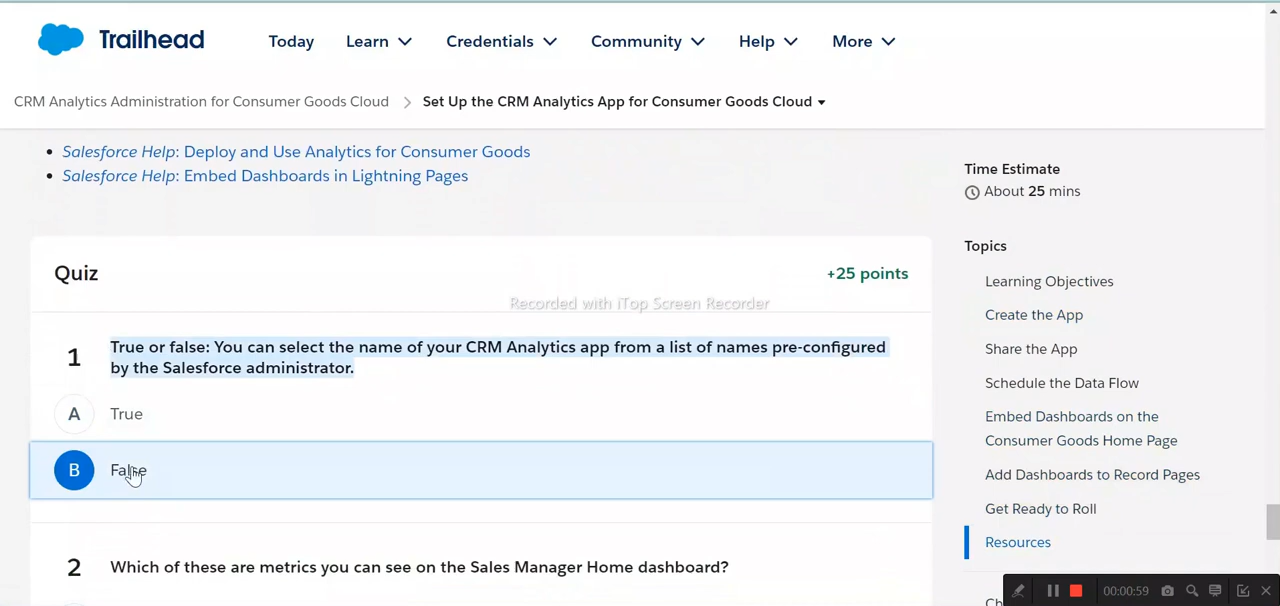 Trailhead
Today Learn Credentials Community Help More
CRM Analytics Administration for Consumer Goods Cloud > Set Up the CRM Analytics App for Consumer Goods Cloud
• Salesforce Help: Deploy and Use Analytics for Consumer Goods
• Salesforce Help: Embed Dashboards in Lightning Pages
Quiz +25 points
Recorded with iTop Screen Recorder
1 True or false: You can select the name of your CRM Analytics app from a list of names pre-configured
by the Salesforce administrator.
A True
B False
2 Which of these are metrics you can see on the Sales Manager Home dashboard?
Time Estimate
About 25 mins
Topics
Learning Objectives
Create the App
Share the App
Schedule the Data Flow
Embed Dashboards on the
Consumer Goods Home Page
Add Dashboards to Record Pages
Get Ready to Roll
Resources
00:00:59